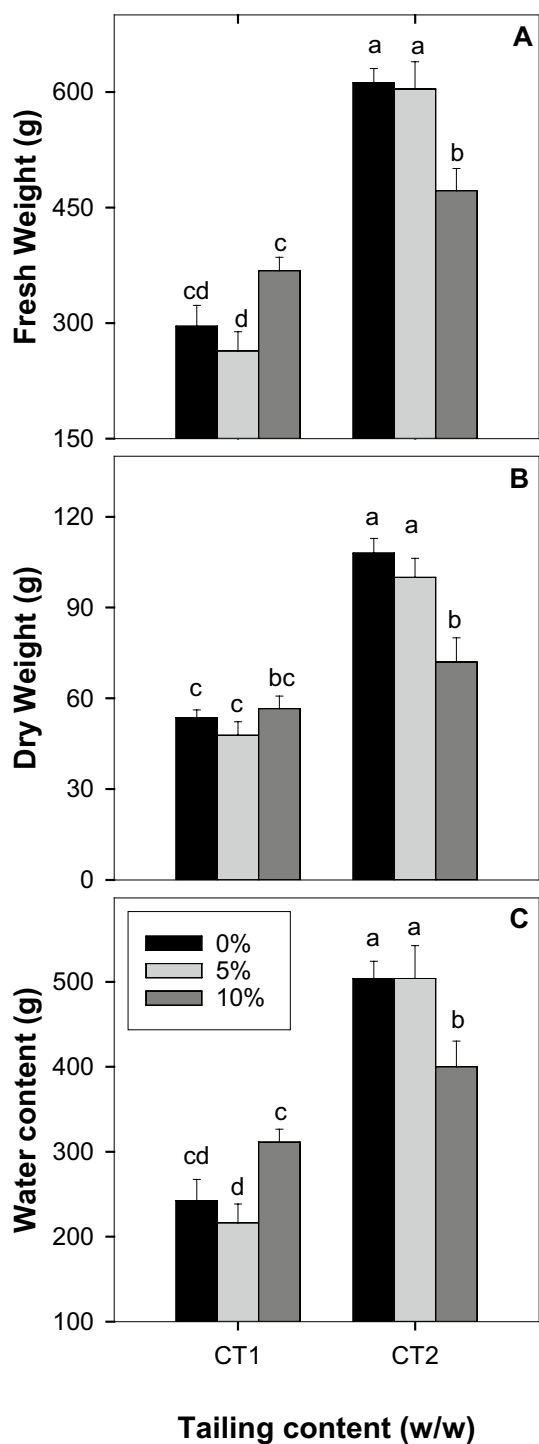 A
Fresh Weight (g)
600
450
300
150
cd
d
c
a
a
b
B
Dry Weight (g)
120
90
60
30
0
c
c
bc
a
a
b
C
Water content (g)
500
400
300
200
100
0%
5%
10%
cd
d
c
a
a
b
CT1 CT2
Tailing content (w/w)